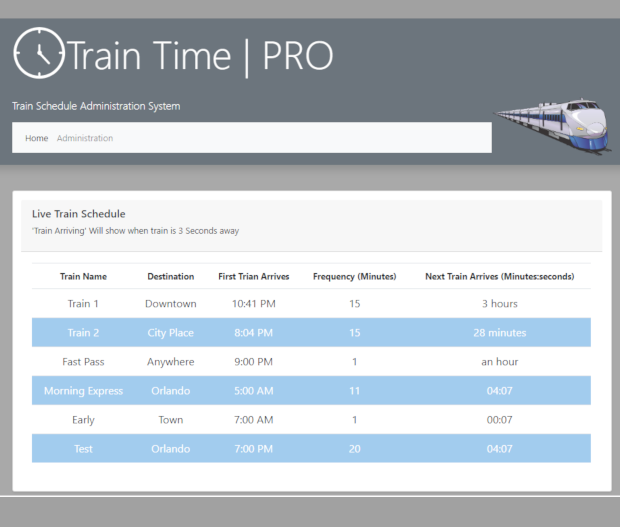 Train Time | PRO
Train Schedule Administration System
Home Administration
Live Train Schedule
'Train Arriving' Will show when train is 3 Seconds away
Train Name Destination First Trian Arrives Frequency (Minutes) Next Train Arrives (Minutes:seconds)
Train 1 Downtown 10:41 PM 15 3 hours
Train 2 City Place 8:04 PM 15 28 minutes
Fast Pass Anywhere 9:00 PM 1 an hour
Morning Express Orlando 5:00 AM 11 04:07
Early Town 7:00 AM 1 00:07
Test Orlando 7:00 PM 20 04:07